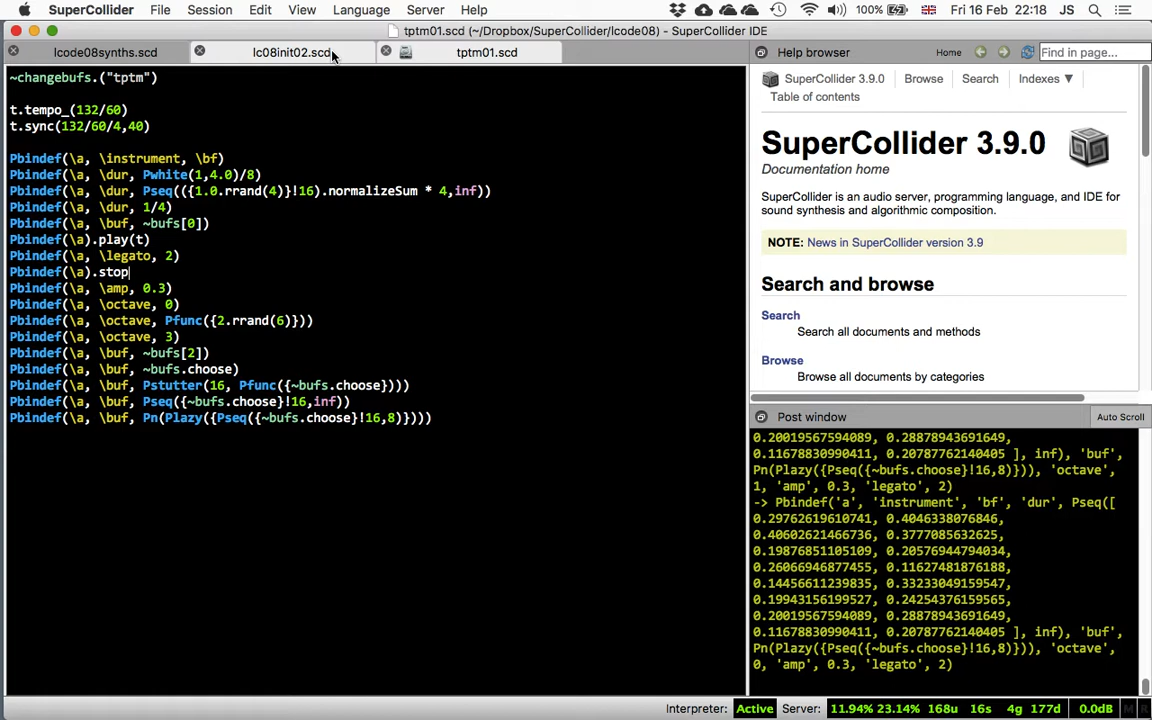 SuperCollider File Session Edit View Language Server Help 100% Fri 16 Feb 22:18 JS
tptm01.scd (~/Dropbox/SuperCollider/lcode08) - SuperCollider IDE
lcode08synths.scd lc08init02.scd tptm01.scd
~changebufs.("tptm")
t.tempo_(132/60)
t.sync(132/60/4,40)
Pbindef(\a, \instrument, \bf)
Pbindef(\a, \dur, Pwhite(1,4.0)/8)
Pbindef(\a, \dur, Pseq(({1.0.rrand(4)}!16).normalizeSum * 4,inf))
Pbindef(\a, \dur, 1/4)
Pbindef(\a, \buf, ~bufs[0])
Pbindef(\a).play(t)
Pbindef(\a, \legato, 2)
Pbindef(\a).stop
Pbindef(\a, \amp, 0.3)
Pbindef(\a, \octave, 0)
Pbindef(\a, \octave, Pfunc({2.rrand(6)}))
Pbindef(\a, \octave, 3)
Pbindef(\a, \buf, ~bufs[2])
Pbindef(\a, \buf, ~bufs.choose)
Pbindef(\a, \buf, Pstutter(16, Pfunc({~bufs.choose})))
Pbindef(\a, \buf, Pseq({~bufs.choose}!16,inf))
Pbindef(\a, \buf, Pn(Plazy({Pseq({~bufs.choose}!16,8)})))
Help browser Home Find in page...
SuperCollider 3.9.0 Browse Search Indexes ▼
Table of contents
SuperCollider 3.9.0
Documentation home
SuperCollider is an audio server, programming language, and IDE for
sound synthesis and algorithmic composition.
NOTE: News in SuperCollider version 3.9
Search and browse
Search
Search all documents and methods
Browse
Browse all documents by categories
Post window Auto Scroll
0.20019567594089, 0.28878943691649,
0.11678830990411, 0.20787762140405 ], inf), 'buf',
Pn(Plazy({Pseq({~bufs.choose}!16,8)})), 'octave',
1, 'amp', 0.3, 'legato', 2)
-> Pbindef('a', 'instrument', 'bf', 'dur', Pseq([
0.29762619610741, 0.4046338076846,
0.40602621466736, 0.3777085632625,
0.19876851105109, 0.20576944794034,
0.26066946877455, 0.11627481876188,
0.14456611239835, 0.33233049159547,
0.19943156199527, 0.24254376159565,
0.20019567594089, 0.28878943691649,
0.11678830990411, 0.20787762140405 ], inf), 'buf',
Pn(Plazy({Pseq({~bufs.choose}!16,8)})), 'octave',
0, 'amp', 0.3, 'legato', 2)
Interpreter: Active Server: 11.94% 23.14% 168u 16s 4g 177d 0.0dB M R